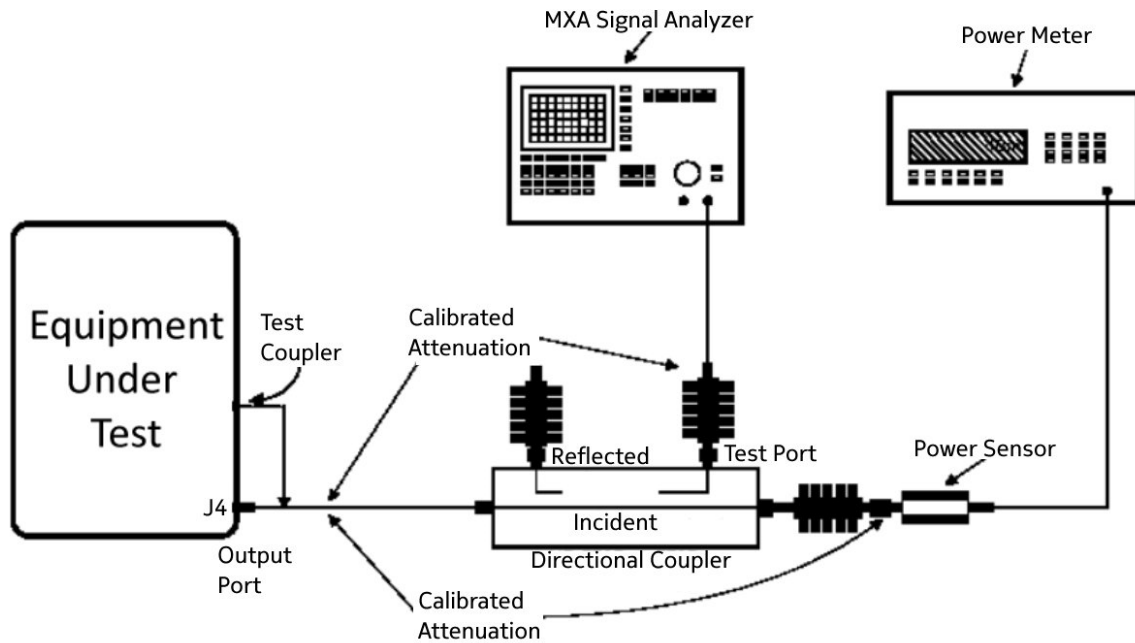 MXA Signal Analyzer
Power Meter
Equipment
Under
Test
Test
Coupler
Calibrated
Attenuation
Reflected
Test Port
Power Sensor
J4
Incident
Output
Port
Directional Coupler
Calibrated
Attenuation